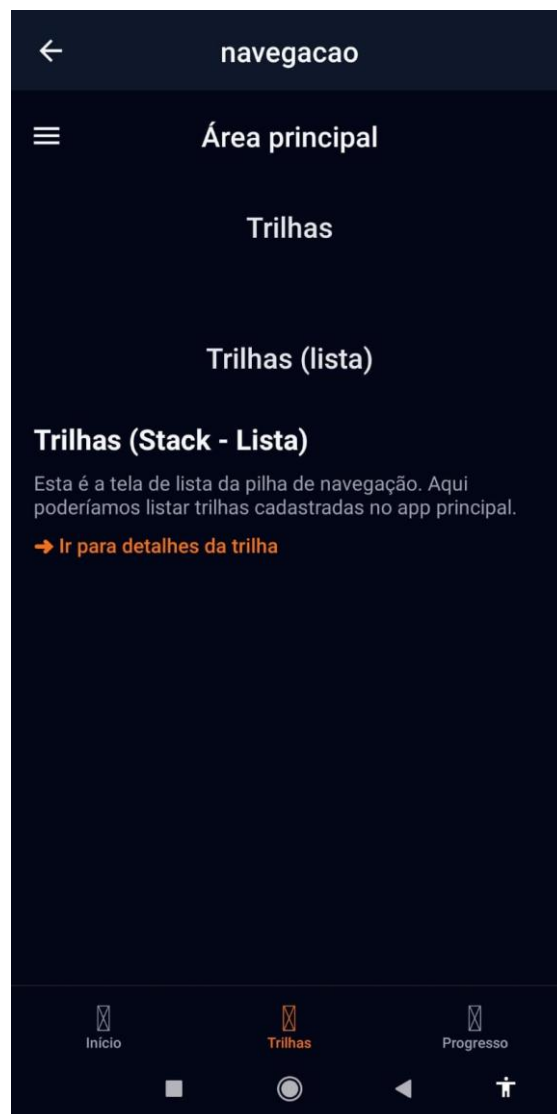 navegacao
Área principal
Trilhas
Trilhas (lista)
Trilhas (Stack - Lista)
Esta é a tela de lista da pilha de navegação. Aqui
poderíamos listar trilhas cadastradas no app principal.
➜ Ir para detalhes da trilha
Início
Trilhas
Progresso